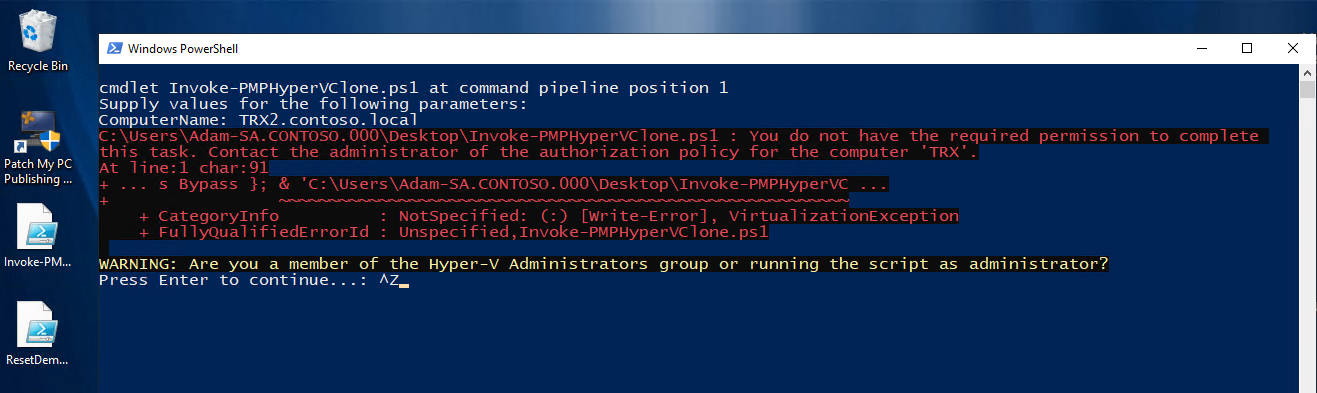 Recycle Bin
Patch My PC
Publishing ...
Invoke-PM...
ResetDem...
Windows PowerShell
cmdlet Invoke-PMPHyperVClone.ps1 at command pipeline position 1
Supply values for the following parameters:
ComputerName: TRX2.contoso.local
C:\Users\Adam-SA.CONTOSO.000\Desktop\Invoke-PMPHyperVClone.ps1 : You do not have the required permission to complete
this task. Contact the administrator of the authorization policy for the computer 'TRX'.
At line:1 char:91
+ ... s Bypass }; & 'C:\Users\Adam-SA.CONTOSO.000\Desktop\Invoke-PMPHyperVC ...
+                 ~~~~~~~~~~~~~~~~~~~~~~~~~~~~~~~~~~~~~~~~~~~~~~~~~~~~~~~~~
    + CategoryInfo          : NotSpecified: (:) [Write-Error], VirtualizationException
    + FullyQualifiedErrorId : Unspecified,Invoke-PMPHyperVClone.ps1
WARNING: Are you a member of the Hyper-V Administrators group or running the script as administrator?
Press Enter to continue...: ^Z